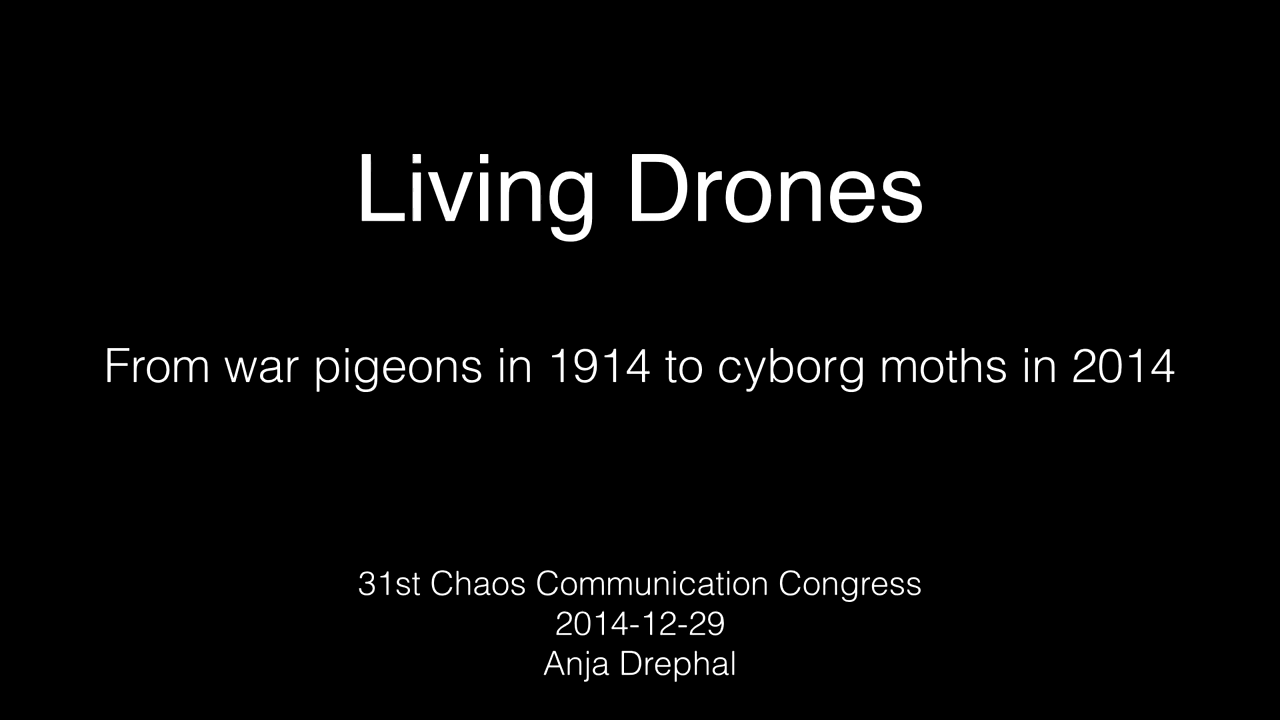 Living Drones
From war pigeons in 1914 to cyborg moths in 2014
31st Chaos Communication Congress
2014-12-29
Anja Drephal